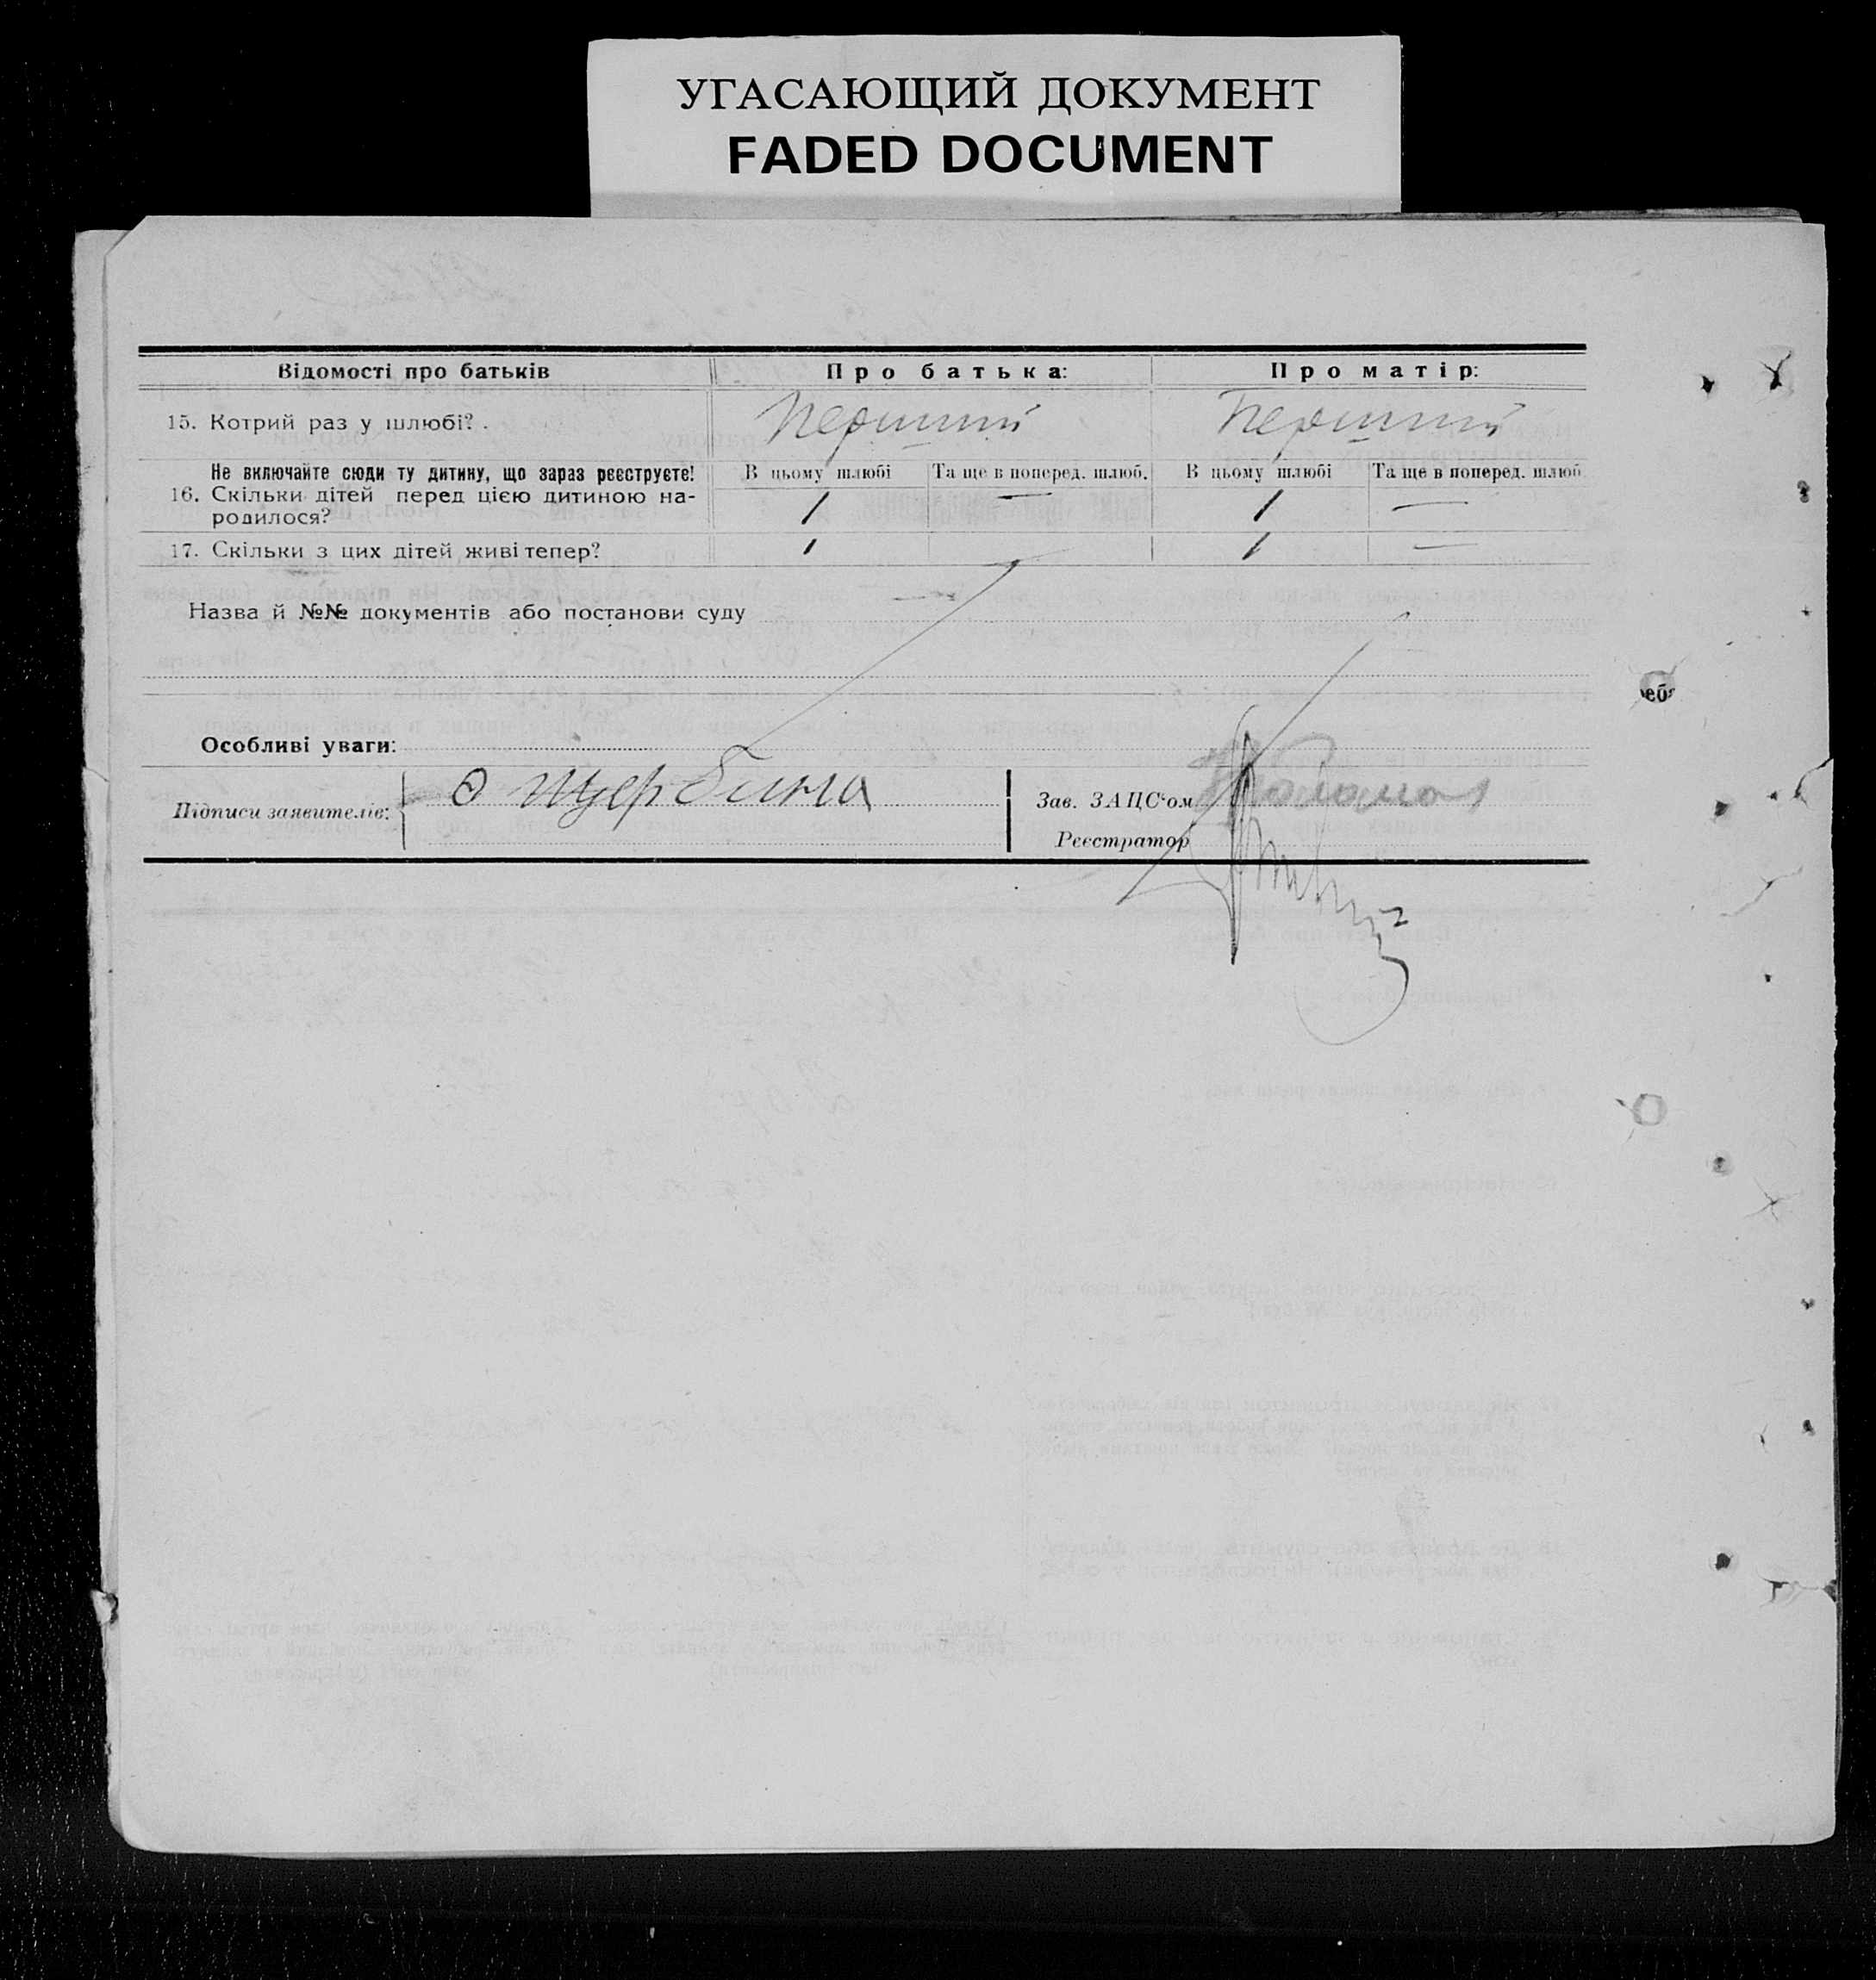 УГАСАЮЩИЙ ДОКУМЕНТ
FADED DOCUMENT
Відомості про батьків
Про батька:
Про матір:
15. Котрий раз у шлюбі?
Перший
Перший
Не включайте сюди ту дитину, що зараз реєструєте!
16. Скільки дітей перед цією дитиною на-
родилося?
В цьому шлюбі
Та ще в поперед. шлюб.
В цьому шлюбі
Та ще в поперед. шлюб.
1
—
1
—
17. Скільки з цих дітей живі тепер?
1
—
1
—
Назва й №№ документів або постанови суду
Особливі уваги:
Підписи заявителів:
Щербина
Зав. ЗАЦС'ом
Реєстратор